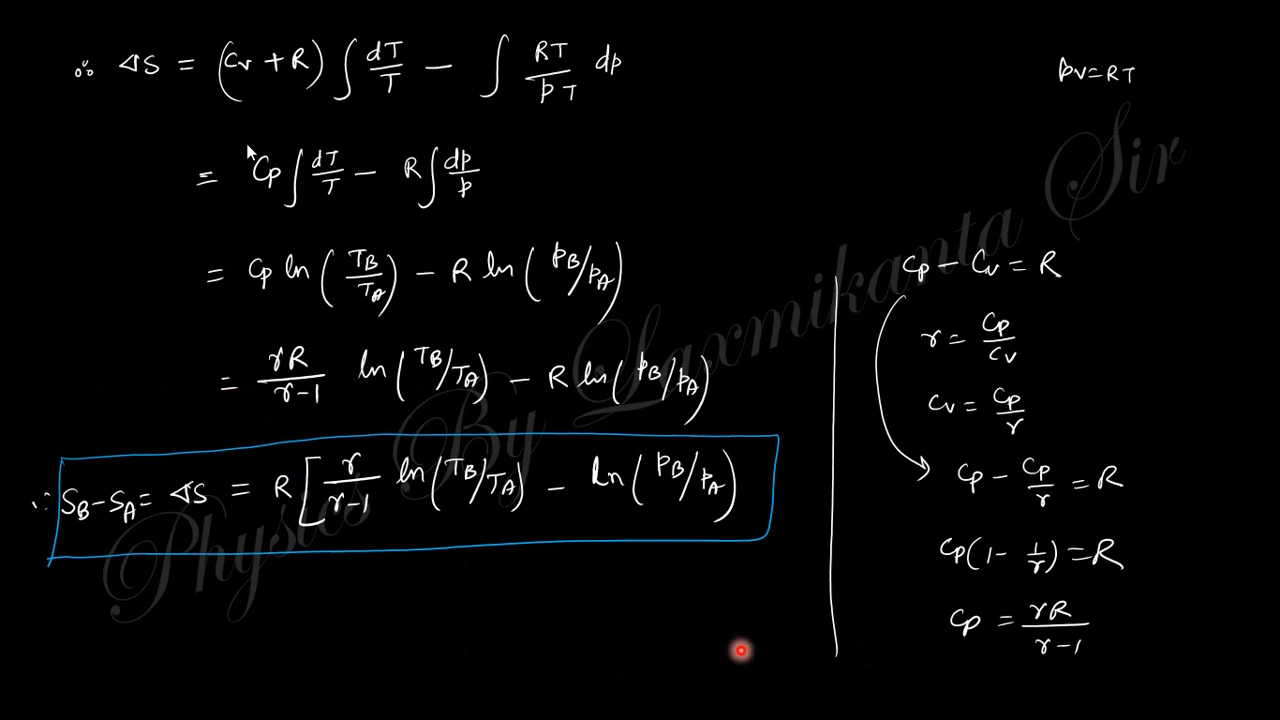 ∴ ΔS = (Cv + R) ∫ dT/T − ∫ RT/pT dp
= Cp ∫ dT/T − R ∫ dp/p
= Cp ln (TB/TA) − R ln (pB/pA)
= γR/γ−1 ln (TB/TA) − R ln (pB/pA)
∵ SB − SA = ΔS = R [ γ/γ−1 ln (TB/TA) − ln (pB/pA)
pv = RT
Cp − Cv = R
γ = Cp/Cv
Cv = Cp/γ
Cp − Cp/γ = R
Cp (1 − 1/γ) = R
Cp = γR/γ−1
Physics By Laxmikanta Sir